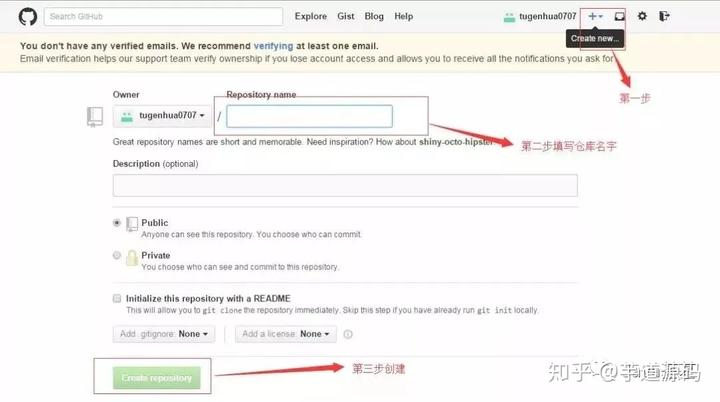 Search GitHub
Explore Gist Blog Help
tugenhua0707
Create new...
You don't have any verified emails. We recommend verifying at least one email.
Email verification helps our support team verify ownership if you lose account access and allows you to receive all the notifications you ask for
第一步
Owner Repository name
tugenhua0707 /
第二步填写仓库名字
Great repository names are short and memorable. Need inspiration? How about shiny-octo-hipster.
Description (optional)
Public
Anyone can see this repository. You choose who can commit.
Private
You choose who can see and commit to this repository.
Initialize this repository with a README
This will allow you to git clone the repository immediately. Skip this step if you have already run git init locally.
Add .gitignore: None Add a license: None
Create repository
第三步创建
知乎 @芋道源码